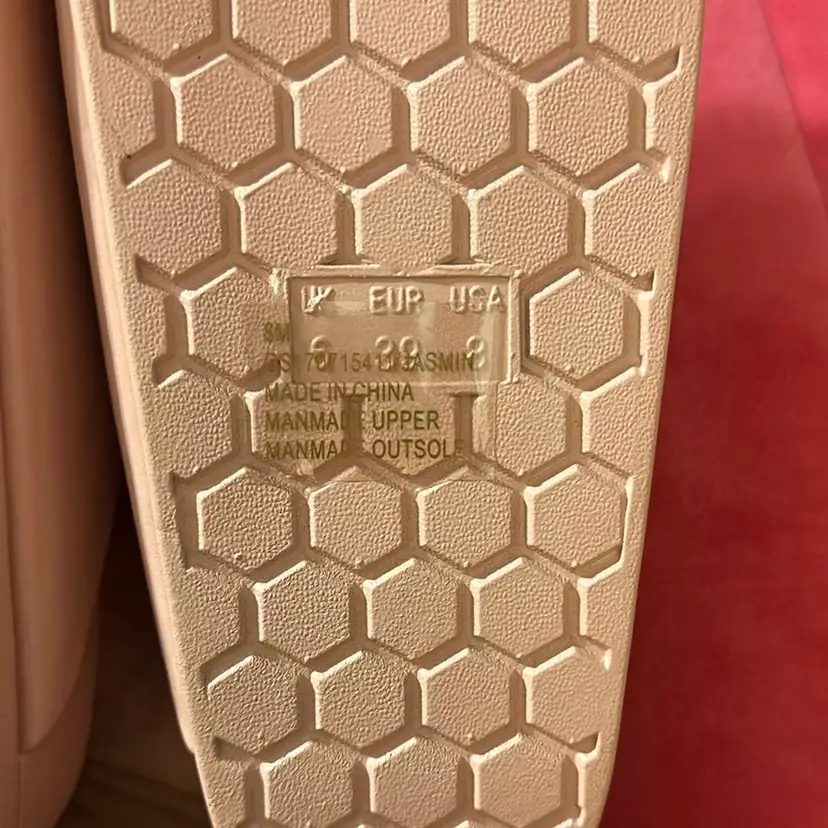 UK EUR USA
6 39 8
8M
MADE IN CHINA
MANMADE UPPER
MANMADE OUTSOLE